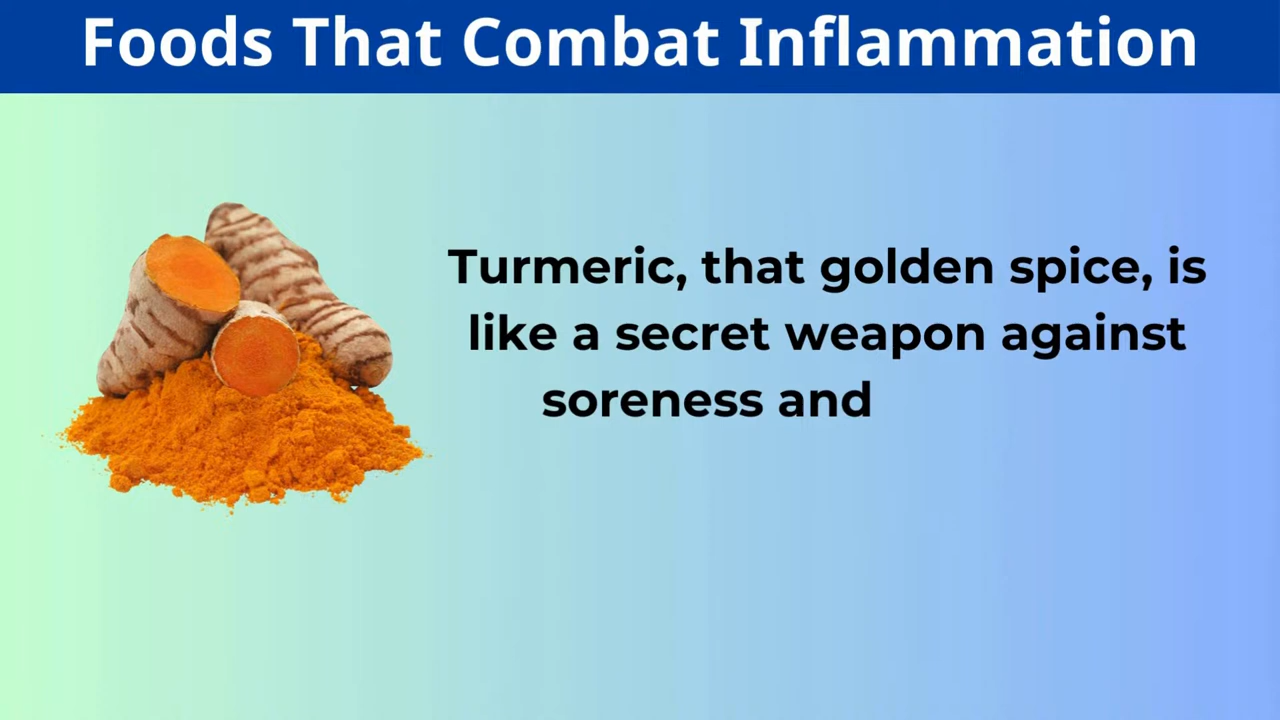 Foods That Combat Inflammation
Turmeric, that golden spice, is
like a secret weapon against
soreness and